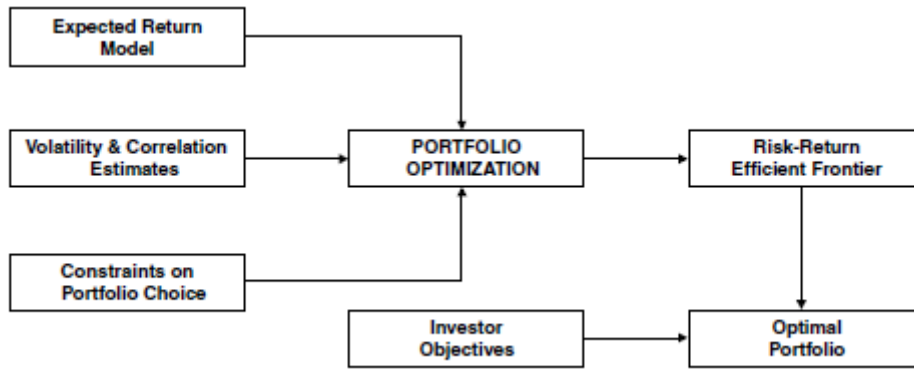 Expected Return
Model
Volatility & Correlation
Estimates
PORTFOLIO
OPTIMIZATION
Risk-Return
Efficient Frontier
Constraints on
Portfolio Choice
Investor
Objectives
Optimal
Portfolio